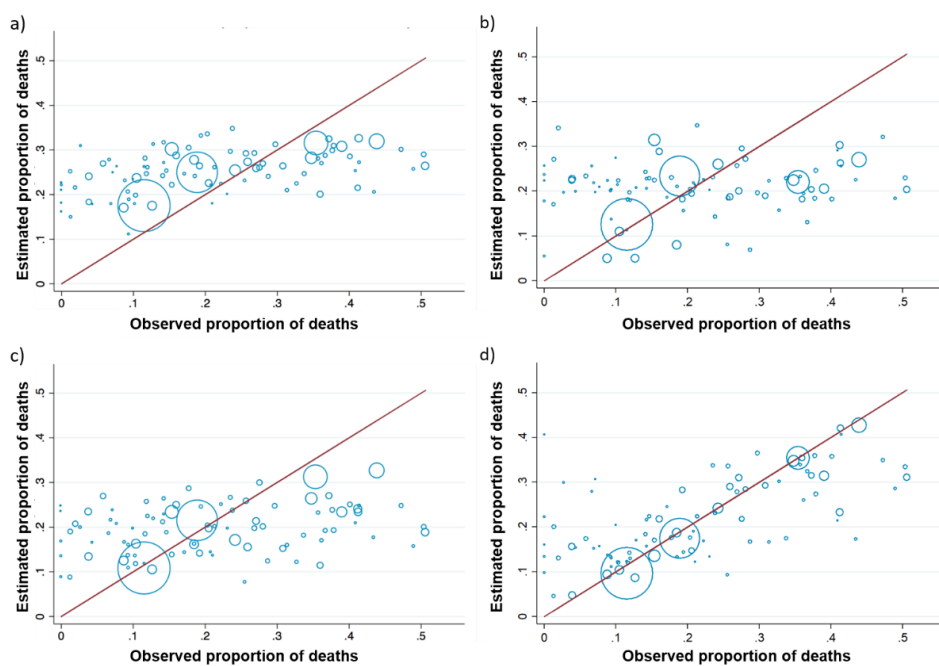 a)
Estimated proportion of deaths
.5
.4
.3
.2
.1
0
0 .1 .2 .3 .4 .5
Observed proportion of deaths
b)
Estimated proportion of deaths
.5
.4
.3
.2
.1
0
0 .1 .2 .3 .4 .5
Observed proportion of deaths
c)
Estimated proportion of deaths
.5
.4
.3
.2
.1
0
0 .1 .2 .3 .4 .5
Observed proportion of deaths
d)
Estimated proportion of deaths
.5
.4
.3
.2
.1
0
0 .1 .2 .3 .4 .5
Observed proportion of deaths